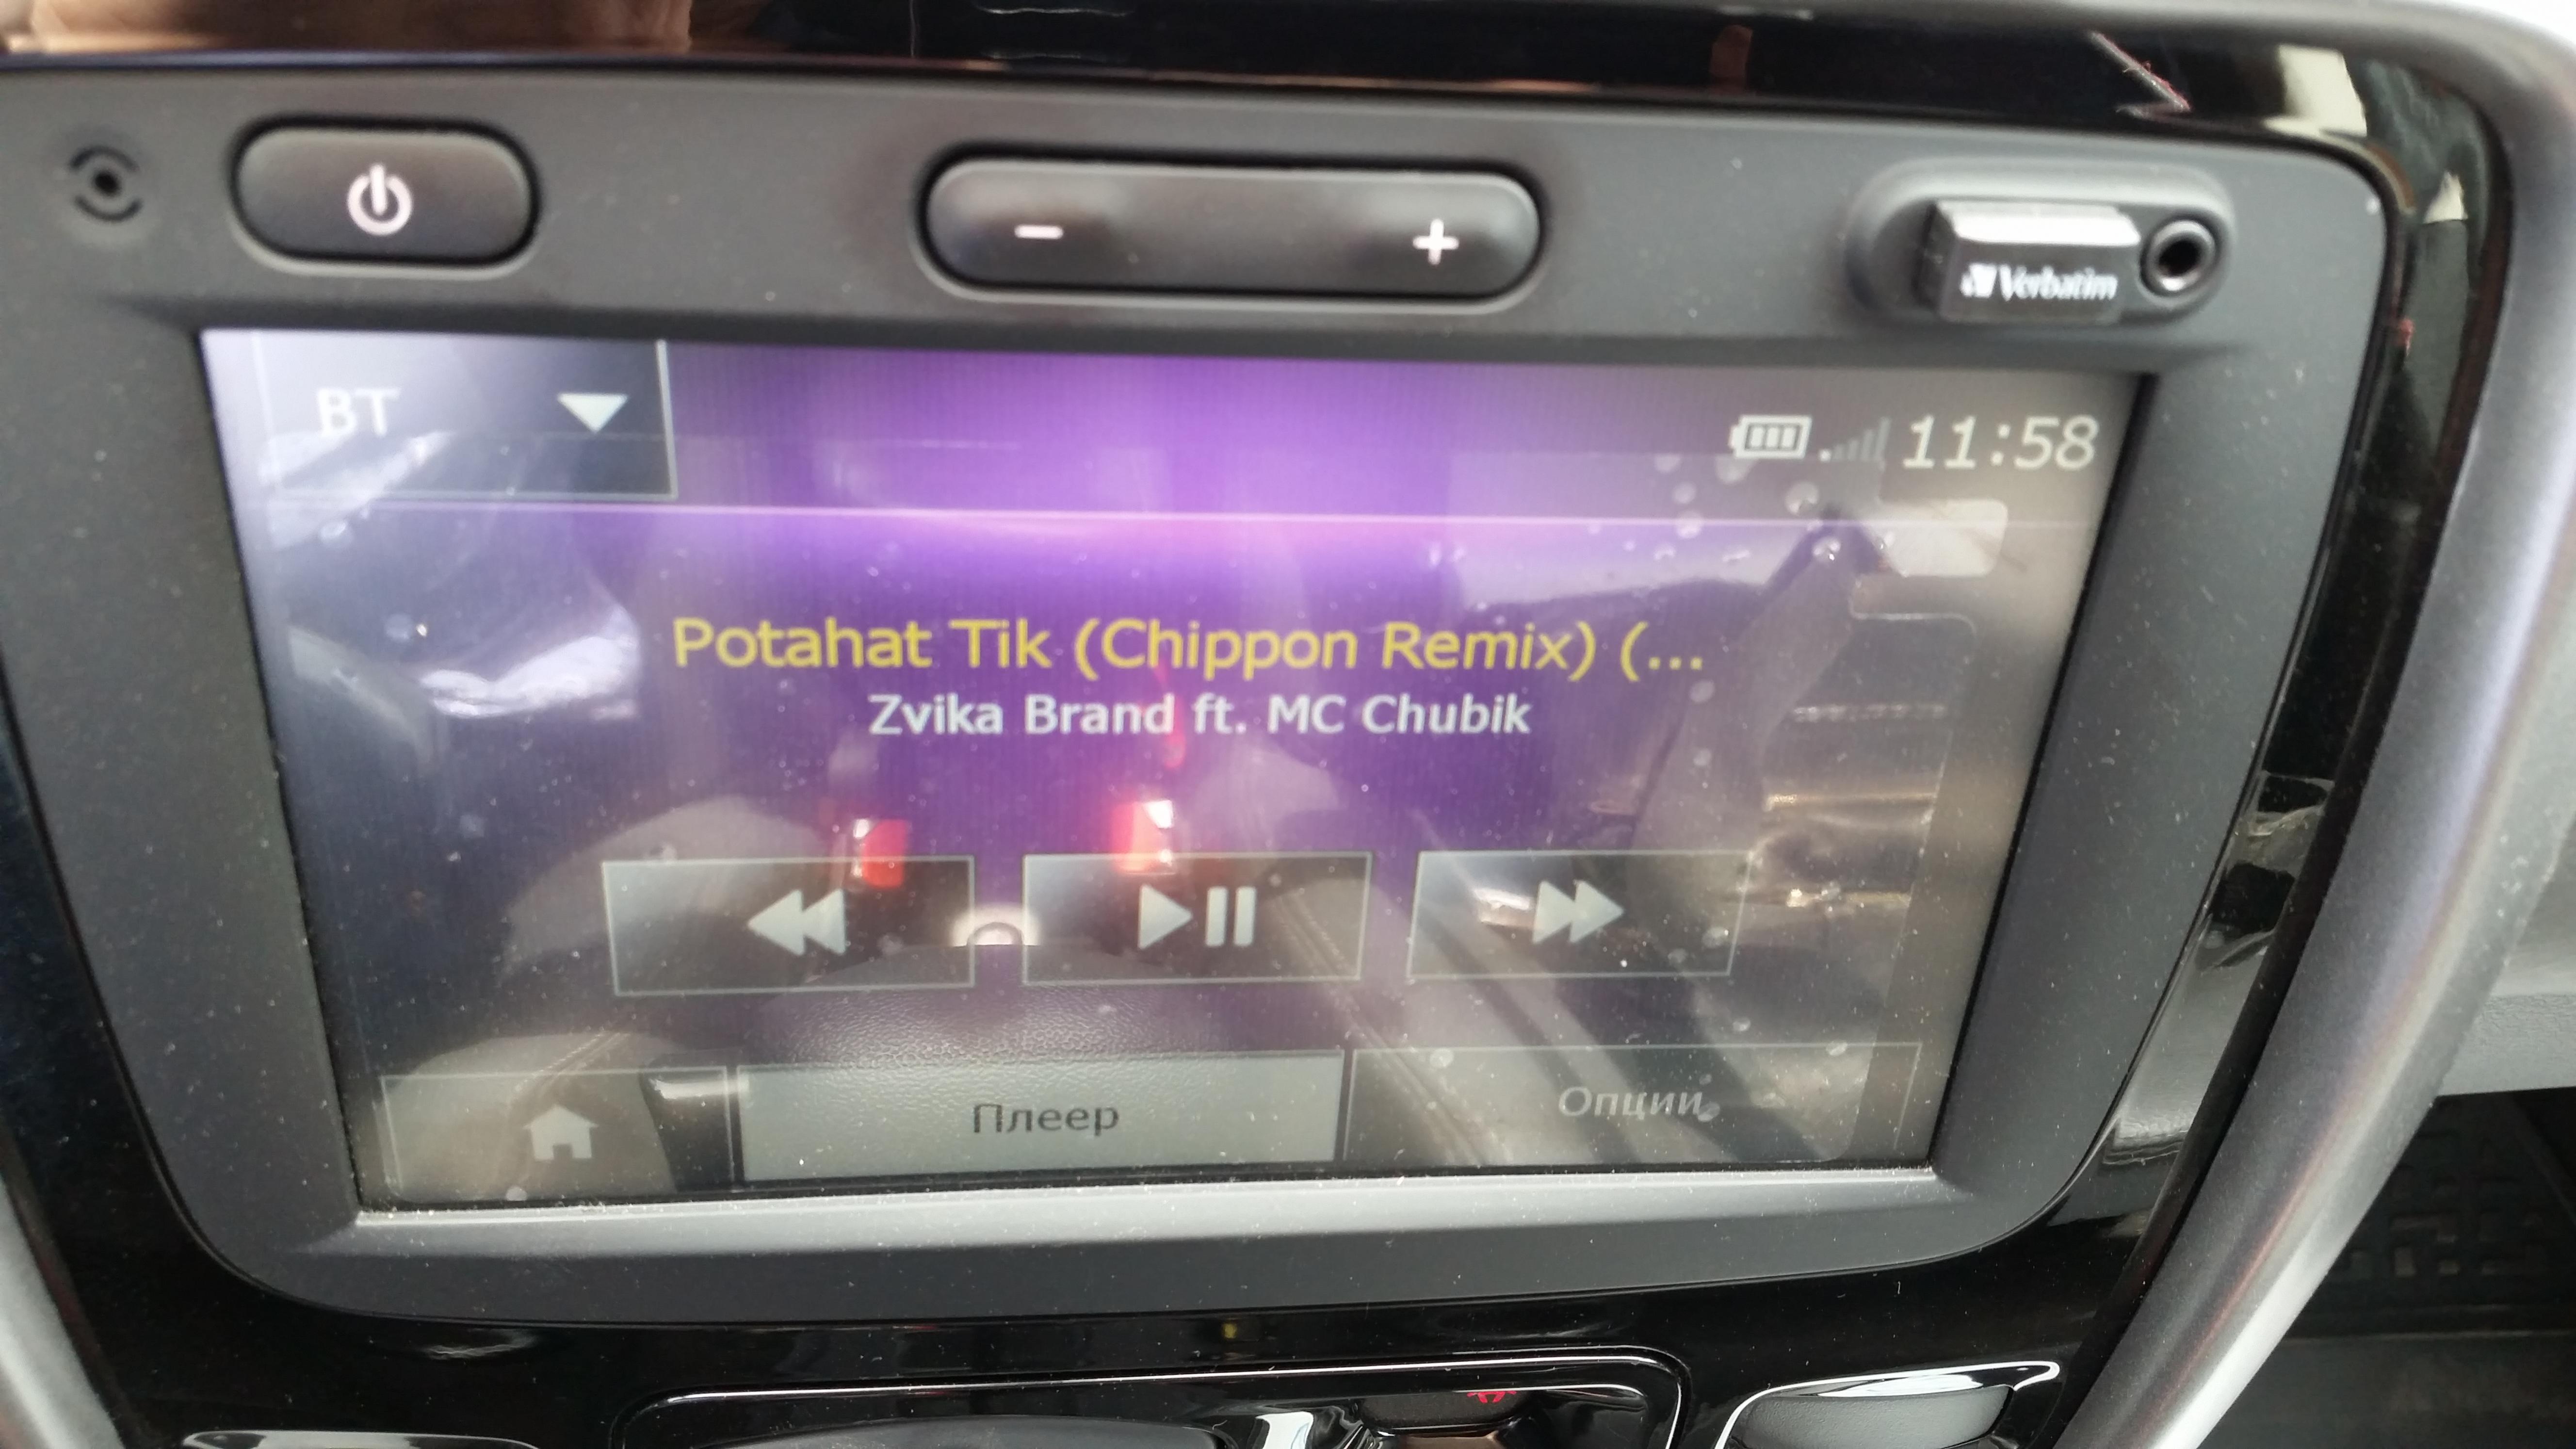 Verbatim
BT
11:58
Potahat Tik (Chippon Remix) (...
Zvika Brand ft. MC Chubik
Плеер
Опции